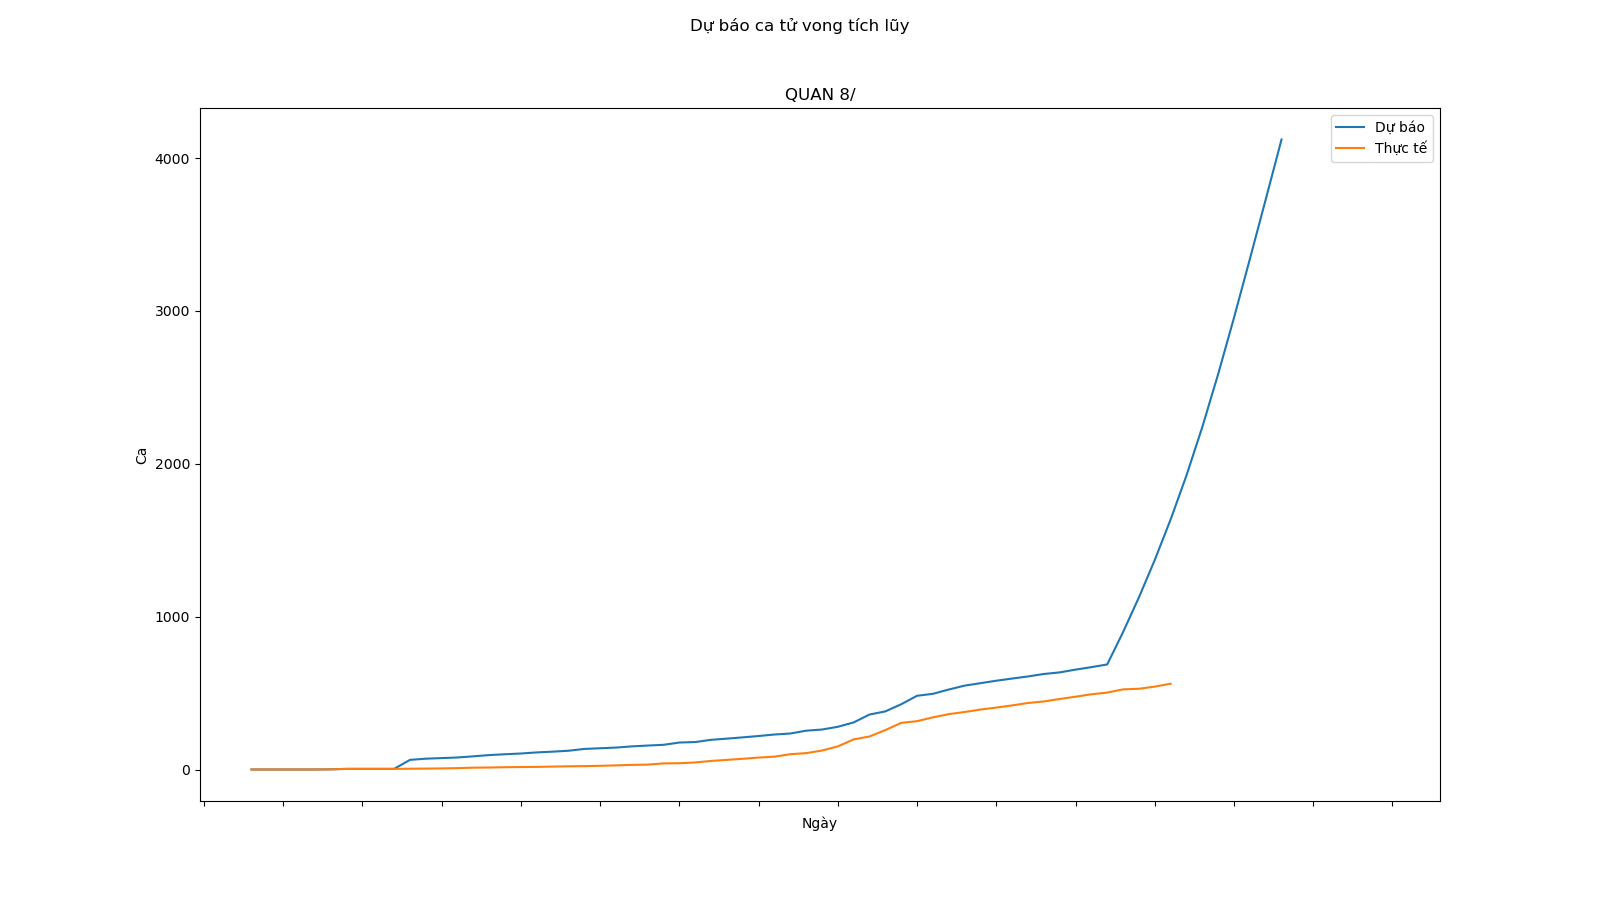 Dự báo ca tử vong tích lũy
QUAN 8/
Dự báo
Thực tế
4000
3000
2000
1000
0
Ca
Ngày